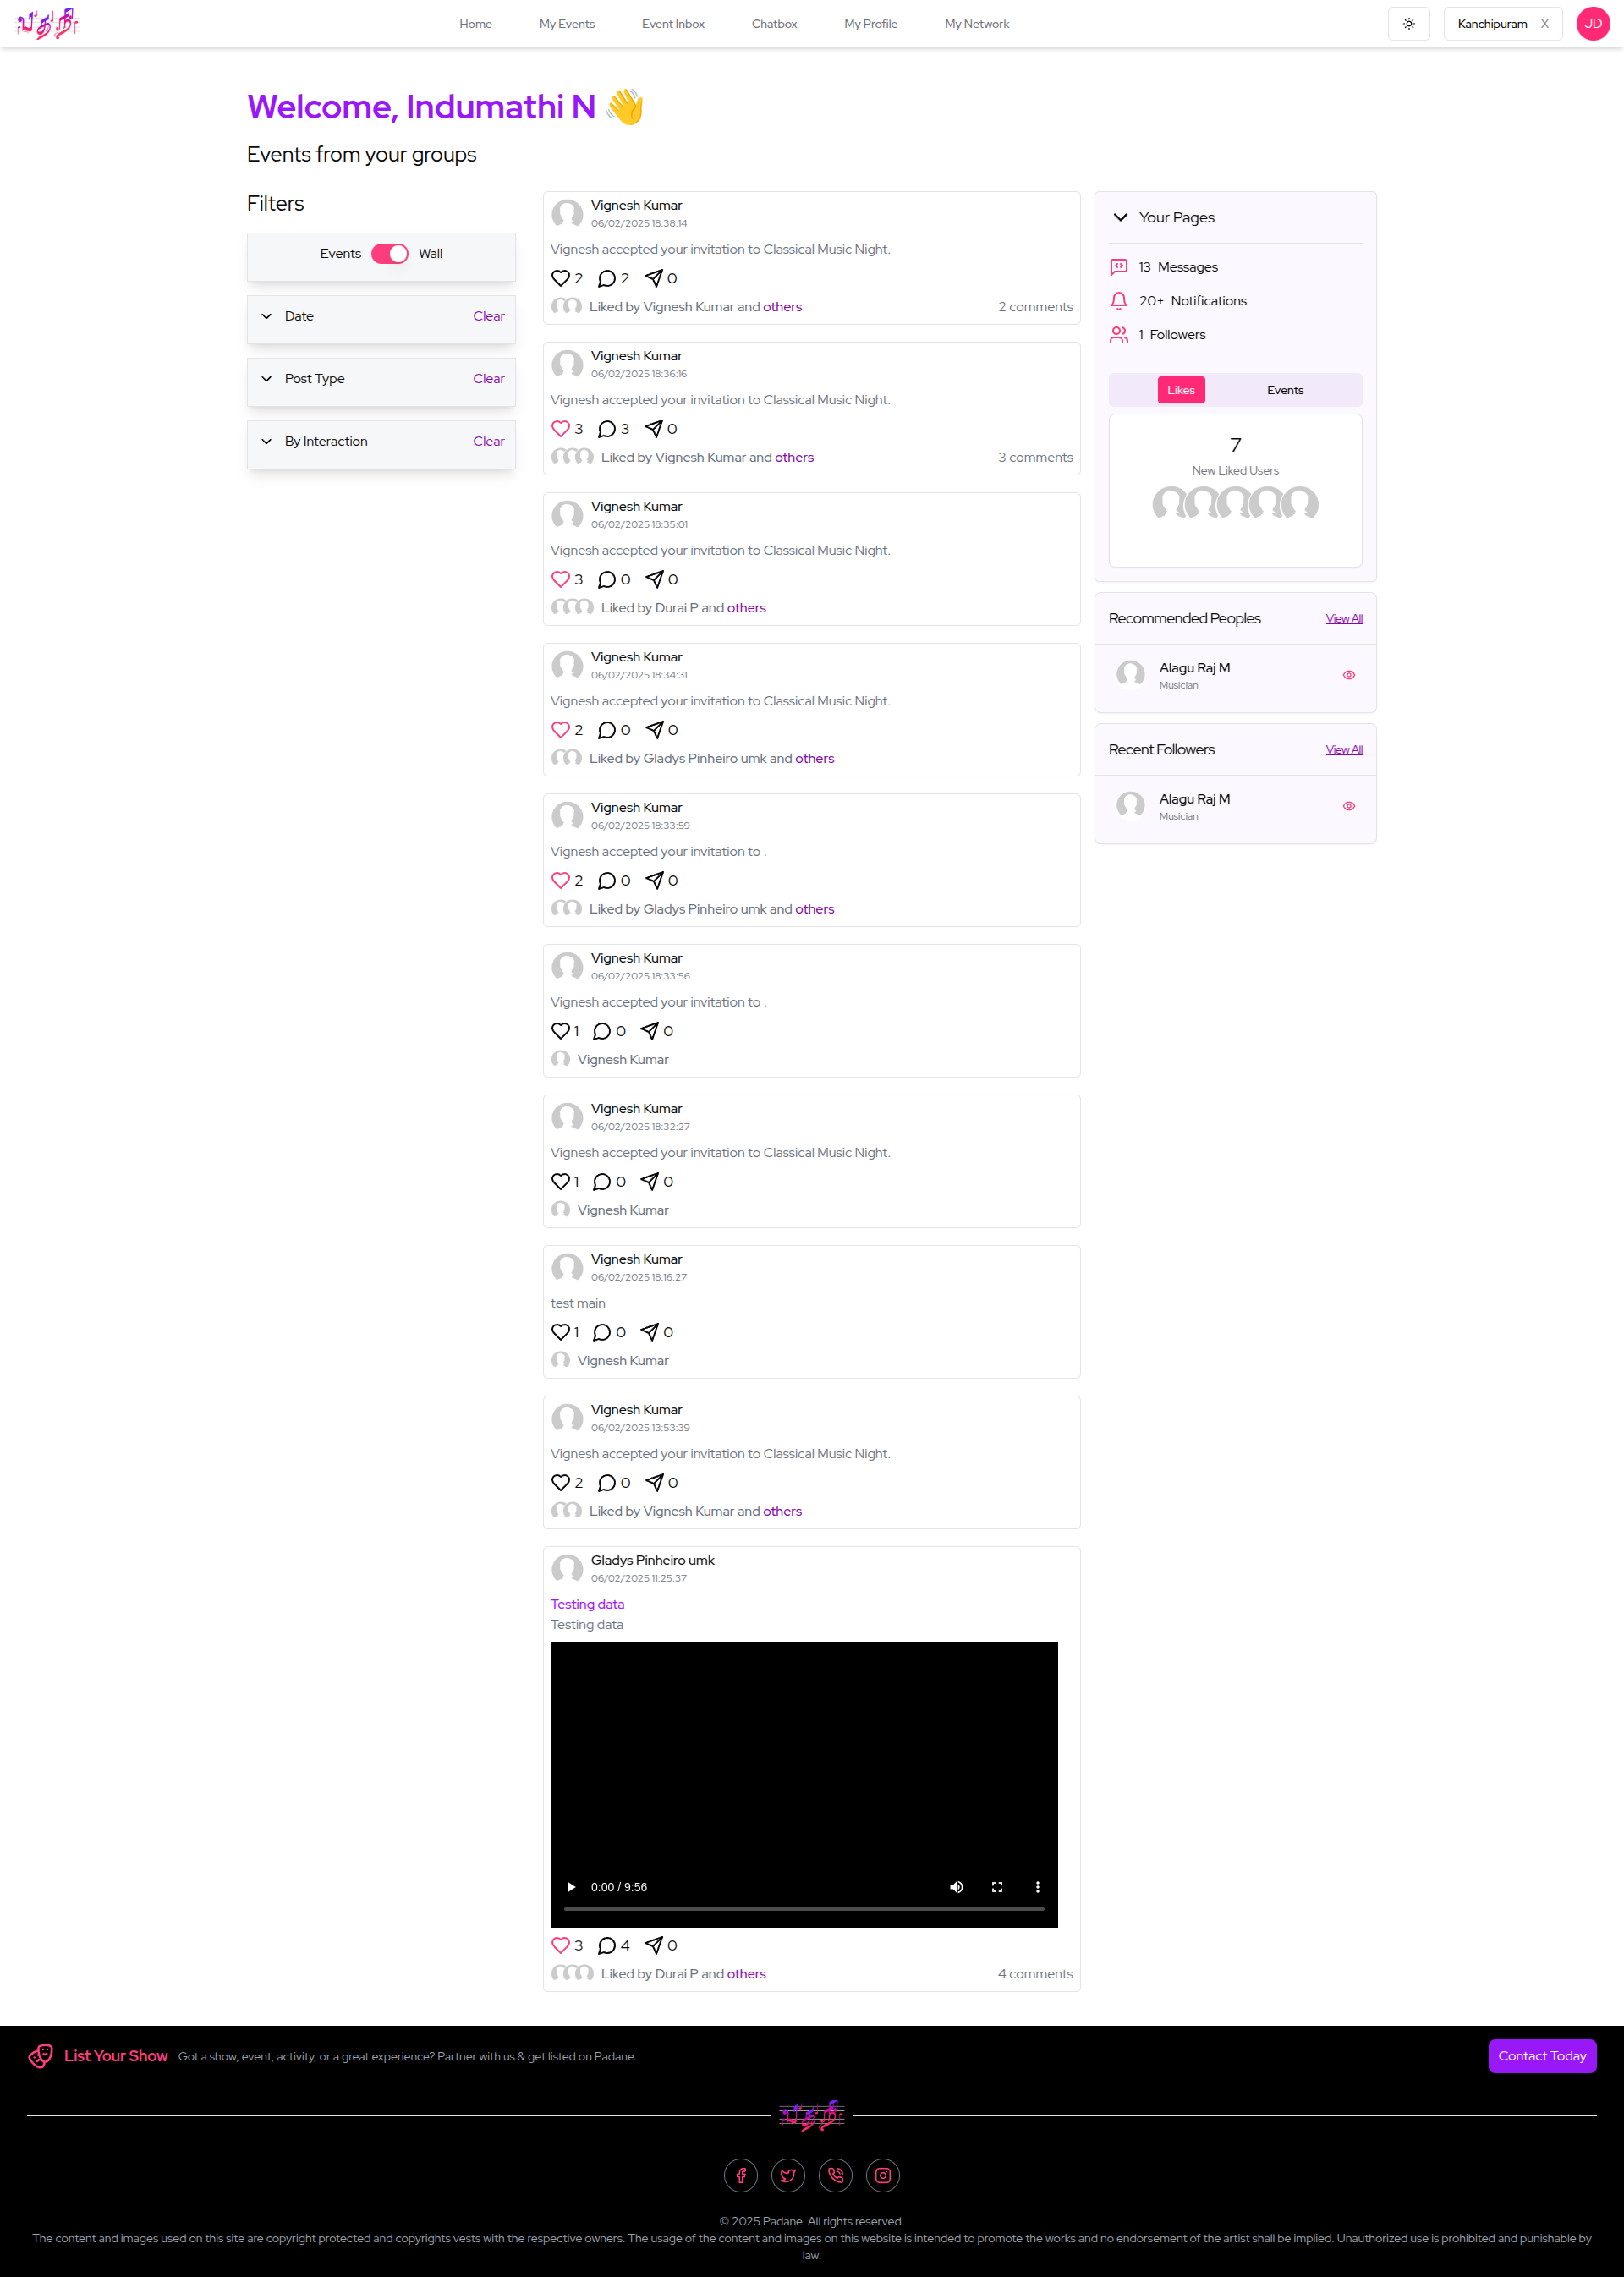 Home My Events Event Inbox Chatbox My Profile My Network Kanchipuram X JD
Welcome, Indumathi N 👋
Events from your groups
Filters
Events Wall
Date Clear
Post Type Clear
By Interaction Clear
Vignesh Kumar
06/02/2025 18:38:14
Vignesh accepted your invitation to Classical Music Night.
2 2 0
Liked by Vignesh Kumar and others 2 comments
Vignesh Kumar
06/02/2025 18:36:16
Vignesh accepted your invitation to Classical Music Night.
3 3 0
Liked by Vignesh Kumar and others 3 comments
Vignesh Kumar
06/02/2025 18:35:01
Vignesh accepted your invitation to Classical Music Night.
3 0 0
Liked by Durai P and others
Vignesh Kumar
06/02/2025 18:34:31
Vignesh accepted your invitation to Classical Music Night.
2 0 0
Liked by Gladys Pinheiro umk and others
Vignesh Kumar
06/02/2025 18:33:59
Vignesh accepted your invitation to .
2 0 0
Liked by Gladys Pinheiro umk and others
Vignesh Kumar
06/02/2025 18:33:56
Vignesh accepted your invitation to .
1 0 0
Vignesh Kumar
Vignesh Kumar
06/02/2025 18:32:27
Vignesh accepted your invitation to Classical Music Night.
1 0 0
Vignesh Kumar
Vignesh Kumar
06/02/2025 18:16:27
test main
1 0 0
Vignesh Kumar
Vignesh Kumar
06/02/2025 13:53:39
Vignesh accepted your invitation to Classical Music Night.
2 0 0
Liked by Vignesh Kumar and others
Gladys Pinheiro umk
06/02/2025 11:25:37
Testing data
Testing data
0:00 / 9:56
3 4 0
Liked by Durai P and others 4 comments
Your Pages
13 Messages
20+ Notifications
1 Followers
Likes Events
7
New Liked Users
Recommended Peoples View All
Alagu Raj M
Musician
Recent Followers View All
Alagu Raj M
Musician
List Your Show Got a show, event, activity, or a great experience? Partner with us & get listed on Padane. Contact Today
© 2025 Padane. All rights reserved.
The content and images used on this site are copyright protected and copyrights vests with the respective owners. The usage of the content and images on this website is intended to promote the works and no endorsement of the artist shall be implied. Unauthorized use is prohibited and punishable by
law.